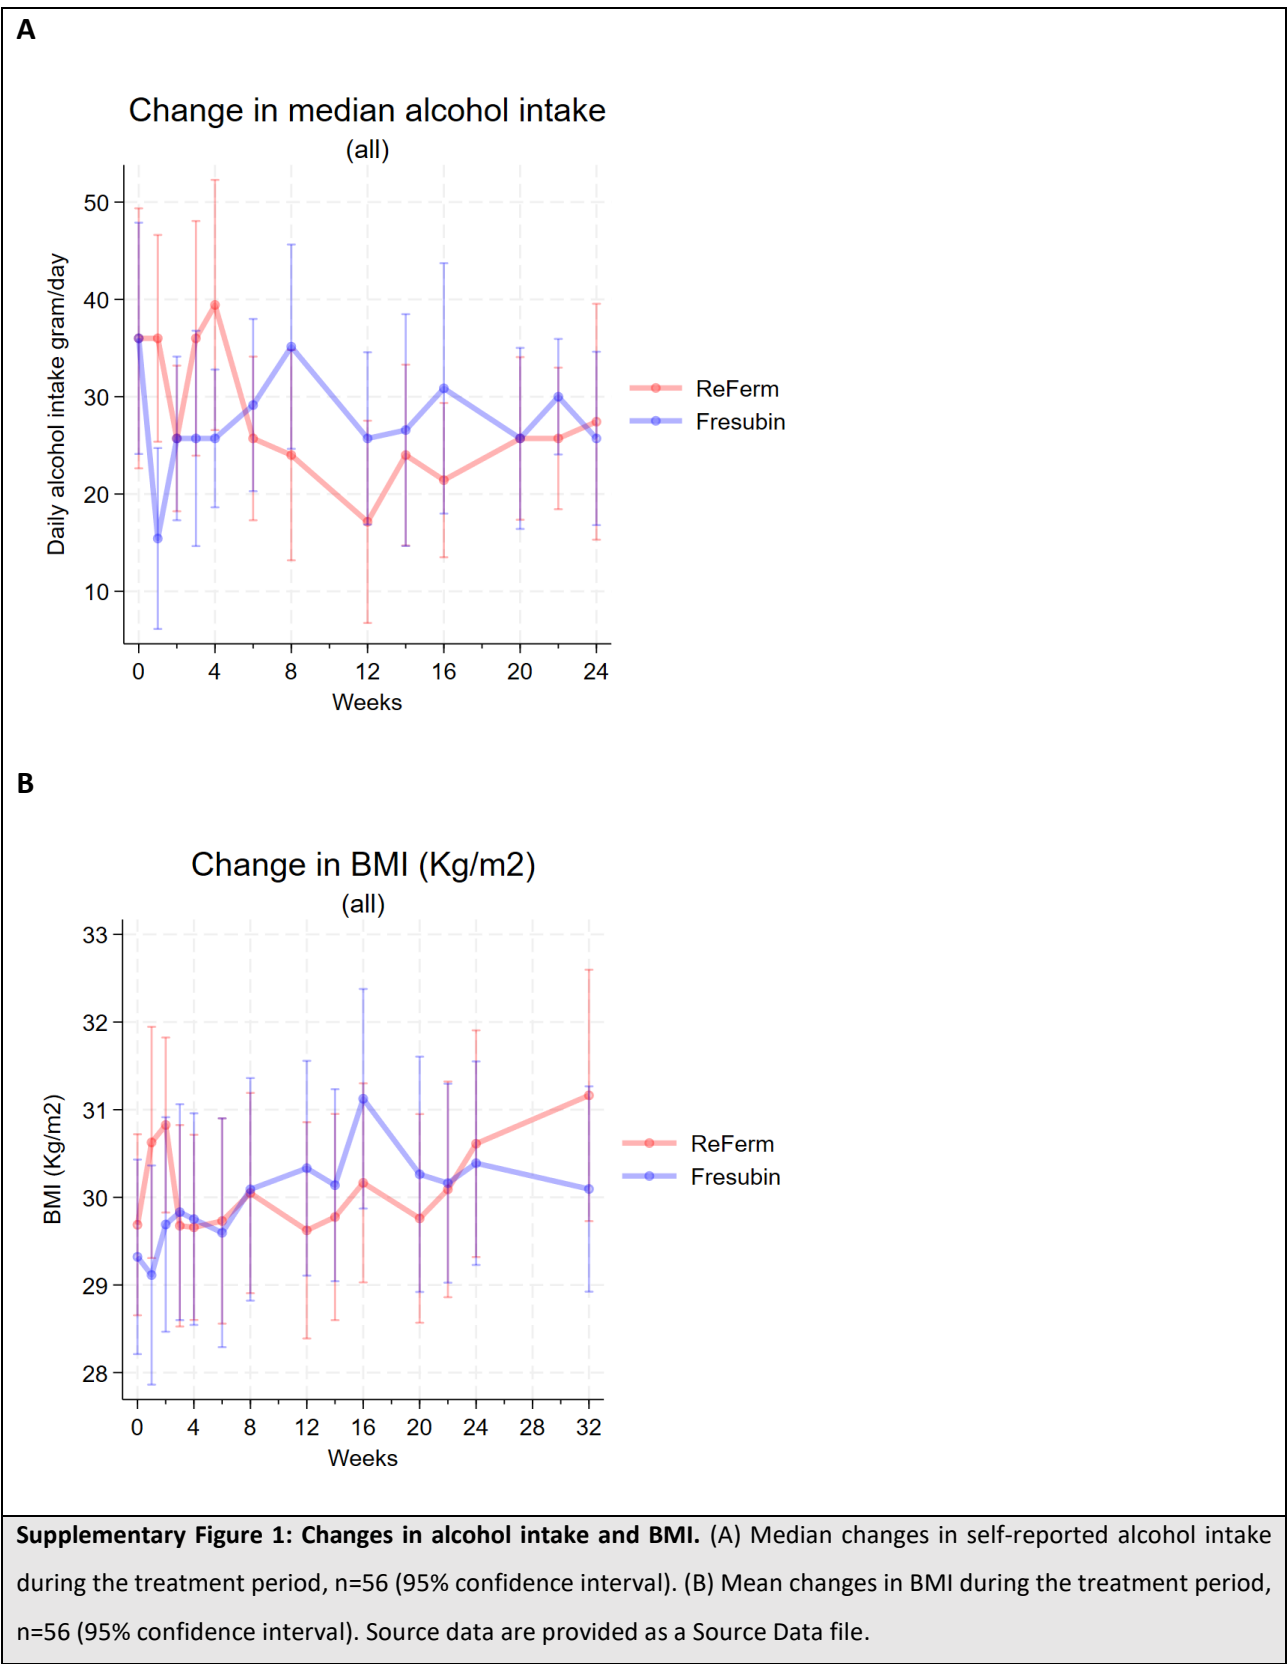 A
Change in median alcohol intake
(all)
Daily alcohol intake gram/day
50
40
30
20
10
0 4 8 12 16 20 24
Weeks
ReFerm
Fresubin
B
Change in BMI (Kg/m2)
(all)
BMI (Kg/m2)
33
32
31
30
29
28
0 4 8 12 16 20 24 28 32
Weeks
ReFerm
Fresubin
Supplementary Figure 1: Changes in alcohol intake and BMI. (A) Median changes in self-reported alcohol intake
during the treatment period, n=56 (95% confidence interval). (B) Mean changes in BMI during the treatment period,
n=56 (95% confidence interval). Source data are provided as a Source Data file.